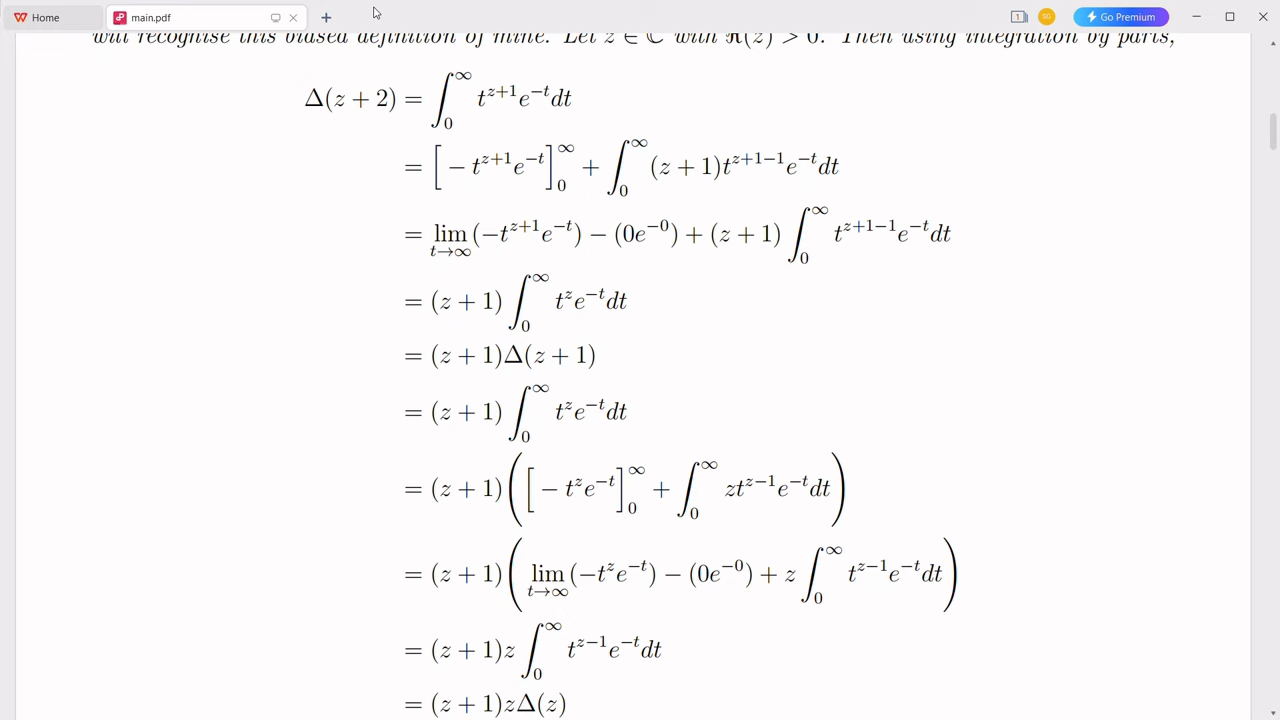 Home main.pdf 1 SG Go Premium
will recognise this biased definition of mine. Let z ∈ ℂ with ℜ(z) > 0. Then using integration by parts,
Δ(z + 2) = ∫₀^∞ t^{z+1}e^{−t}dt
= [ − t^{z+1}e^{−t}]₀^∞ + ∫₀^∞ (z + 1)t^{z+1−1}e^{−t}dt
= lim_{t→∞}(−t^{z+1}e^{−t}) − (0e^{−0}) + (z + 1) ∫₀^∞ t^{z+1−1}e^{−t}dt
= (z + 1) ∫₀^∞ t^z e^{−t}dt
= (z + 1)Δ(z + 1)
= (z + 1) ∫₀^∞ t^z e^{−t}dt
= (z + 1)([ − t^z e^{−t}]₀^∞ + ∫₀^∞ zt^{z−1}e^{−t}dt)
= (z + 1)(lim_{t→∞}(−t^z e^{−t}) − (0e^{−0}) + z ∫₀^∞ t^{z−1}e^{−t}dt)
= (z + 1)z ∫₀^∞ t^{z−1}e^{−t}dt
= (z + 1)zΔ(z)